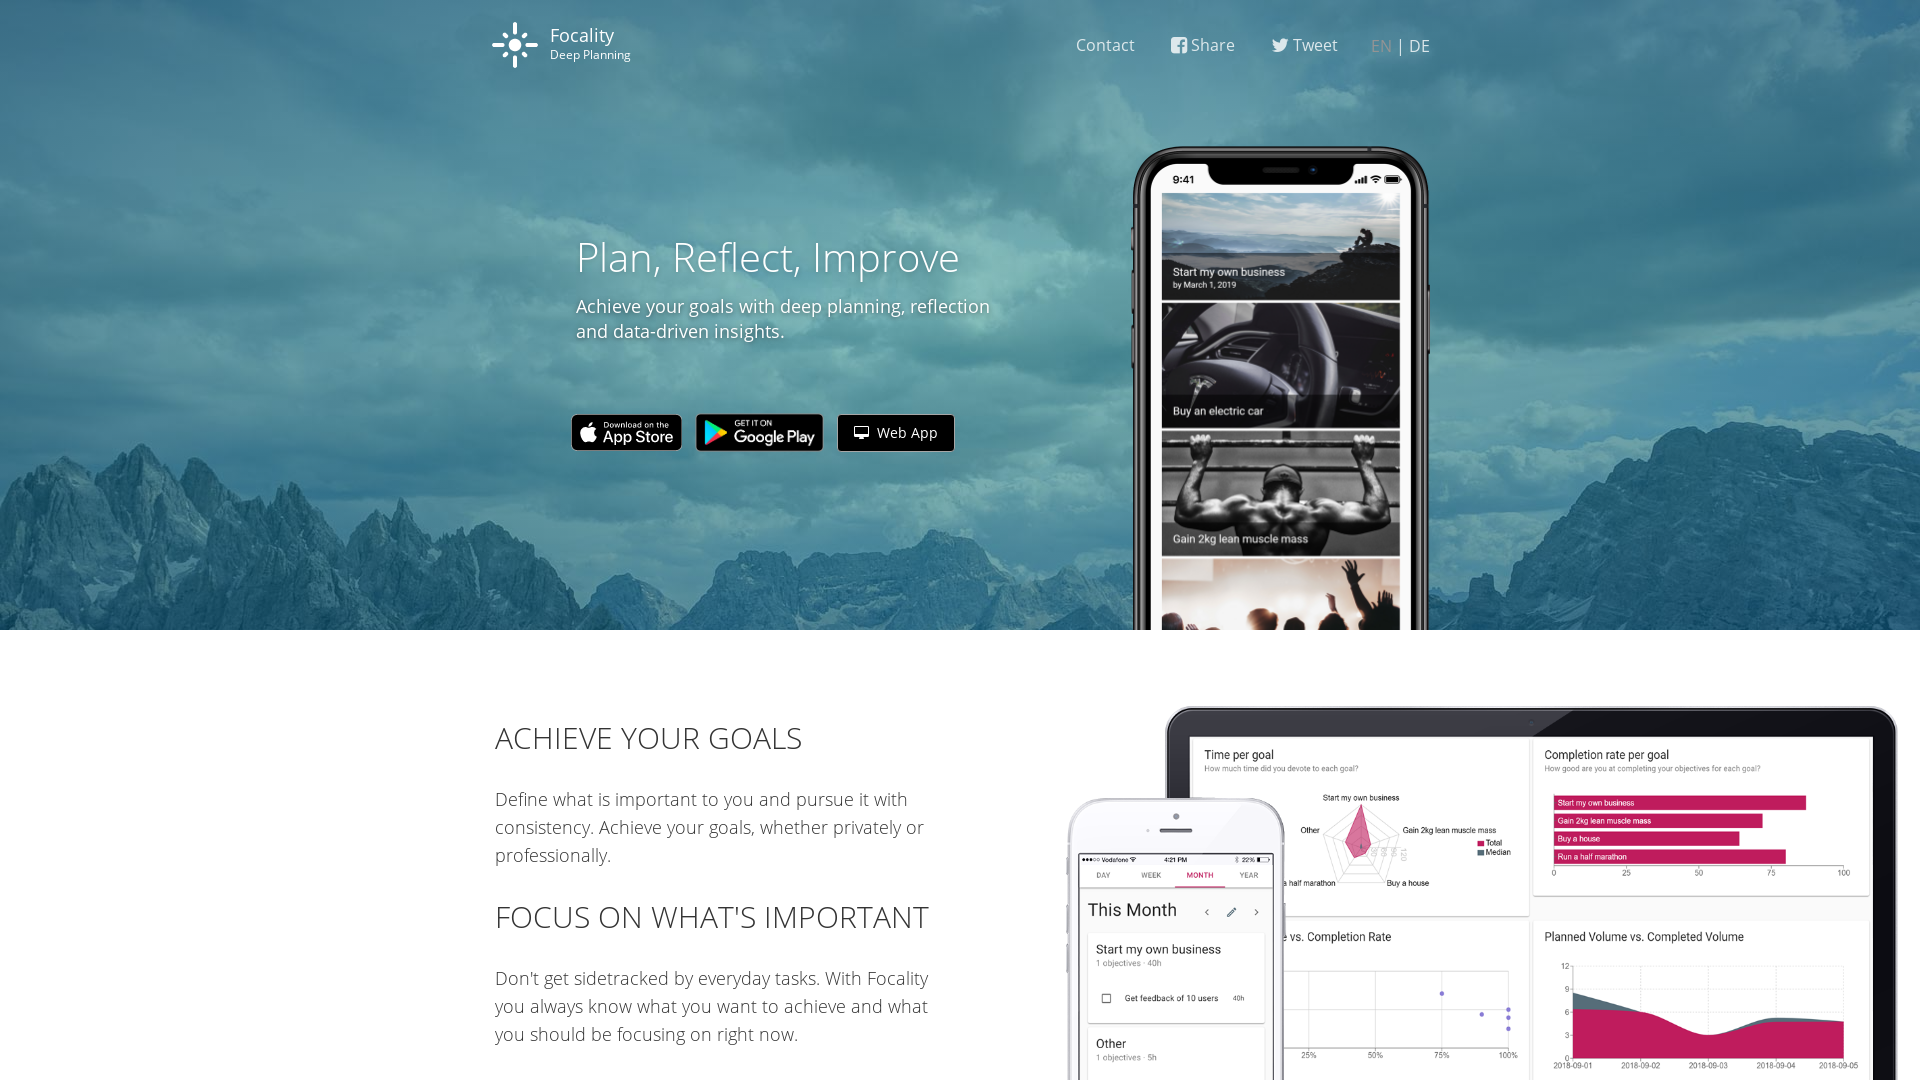 Focality
Deep Planning
Contact
Share
Tweet
EN | DE
Plan, Reflect, Improve
Achieve your goals with deep planning, reflection
and data-driven insights.
Download on the
App Store
GET IT ON
Google Play
Web App
9:41
Start my own business
by March 1, 2019
Buy an electric car
Gain 2kg lean muscle mass
ACHIEVE YOUR GOALS
Define what is important to you and pursue it with
consistency. Achieve your goals, whether privately or
professionally.
FOCUS ON WHAT'S IMPORTANT
Don't get sidetracked by everyday tasks. With Focality
you always know what you want to achieve and what
you should be focusing on right now.
Time per goal
How much time did you devote to each goal?
Start my own business
Other
Gain 2kg lean muscle mass
120
a half marathon
Buy a house
Total
Median
Completion rate per goal
How good are you at completing your objectives for each goal?
Start my own business
Gain 2kg lean muscle mass
Buy a house
Run a half marathon
0 25 50 75 100
vs. Completion Rate
25% 50% 75% 100%
Planned Volume vs. Completed Volume
12
9
6
3
0
2018-09-01 2018-09-02 2018-09-03 2018-09-04 2018-09-05
Vodafone 4:21 PM 22%
DAY WEEK MONTH YEAR
This Month
Start my own business
1 objectives · 40h
Get feedback of 10 users 40h
Other
1 objectives · 5h